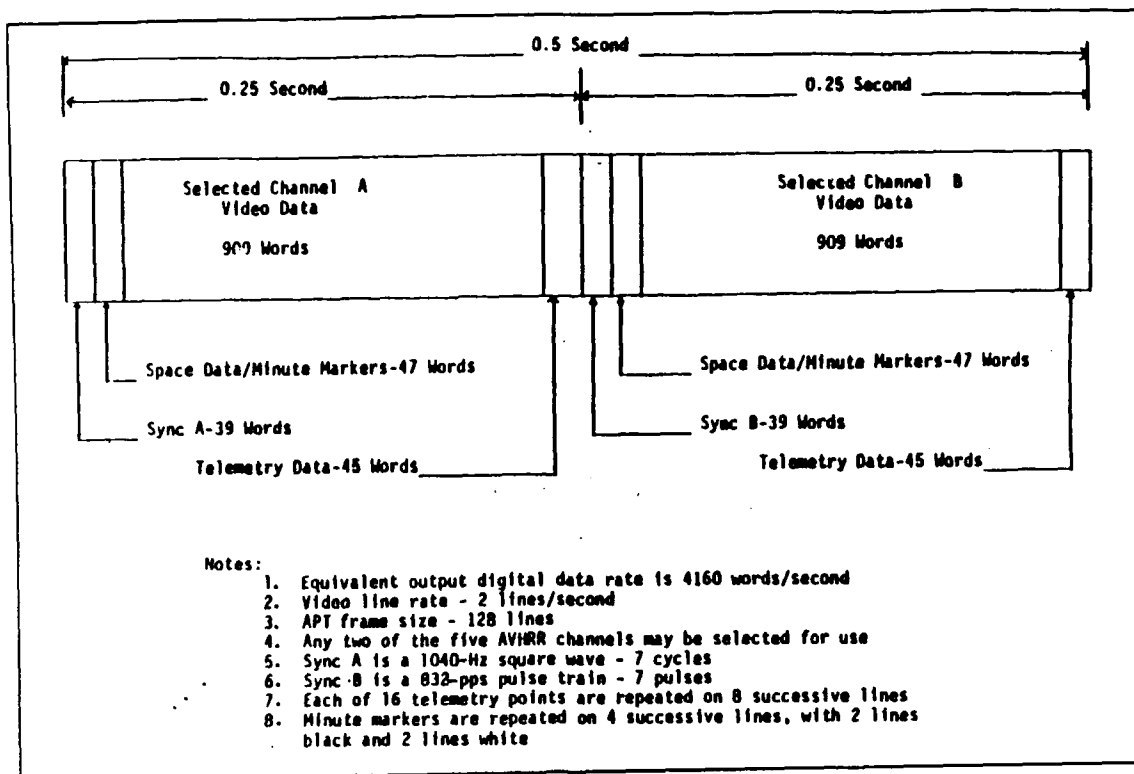 0.5 Second
0.25 Second
0.25 Second
Selected Channel A
Video Data
909 Words
Selected Channel B
Video Data
909 Words
Space Data/Minute Markers-47 Words
Space Data/Minute Markers-47 Words
Sync A-39 Words
Sync B-39 Words
Telemetry Data-45 Words
Telemetry Data-45 Words
Notes:
1. Equivalent output digital data rate is 4160 words/second
2. Video line rate - 2 lines/second
3. APT frame size - 128 lines
4. Any two of the five AVHRR channels may be selected for use
5. Sync A is a 1040-Hz square wave - 7 cycles
6. Sync B is a 832-pps pulse train - 7 pulses
7. Each of 16 telemetry points are repeated on 8 successive lines
8. Minute markers are repeated on 4 successive lines, with 2 lines
black and 2 lines white